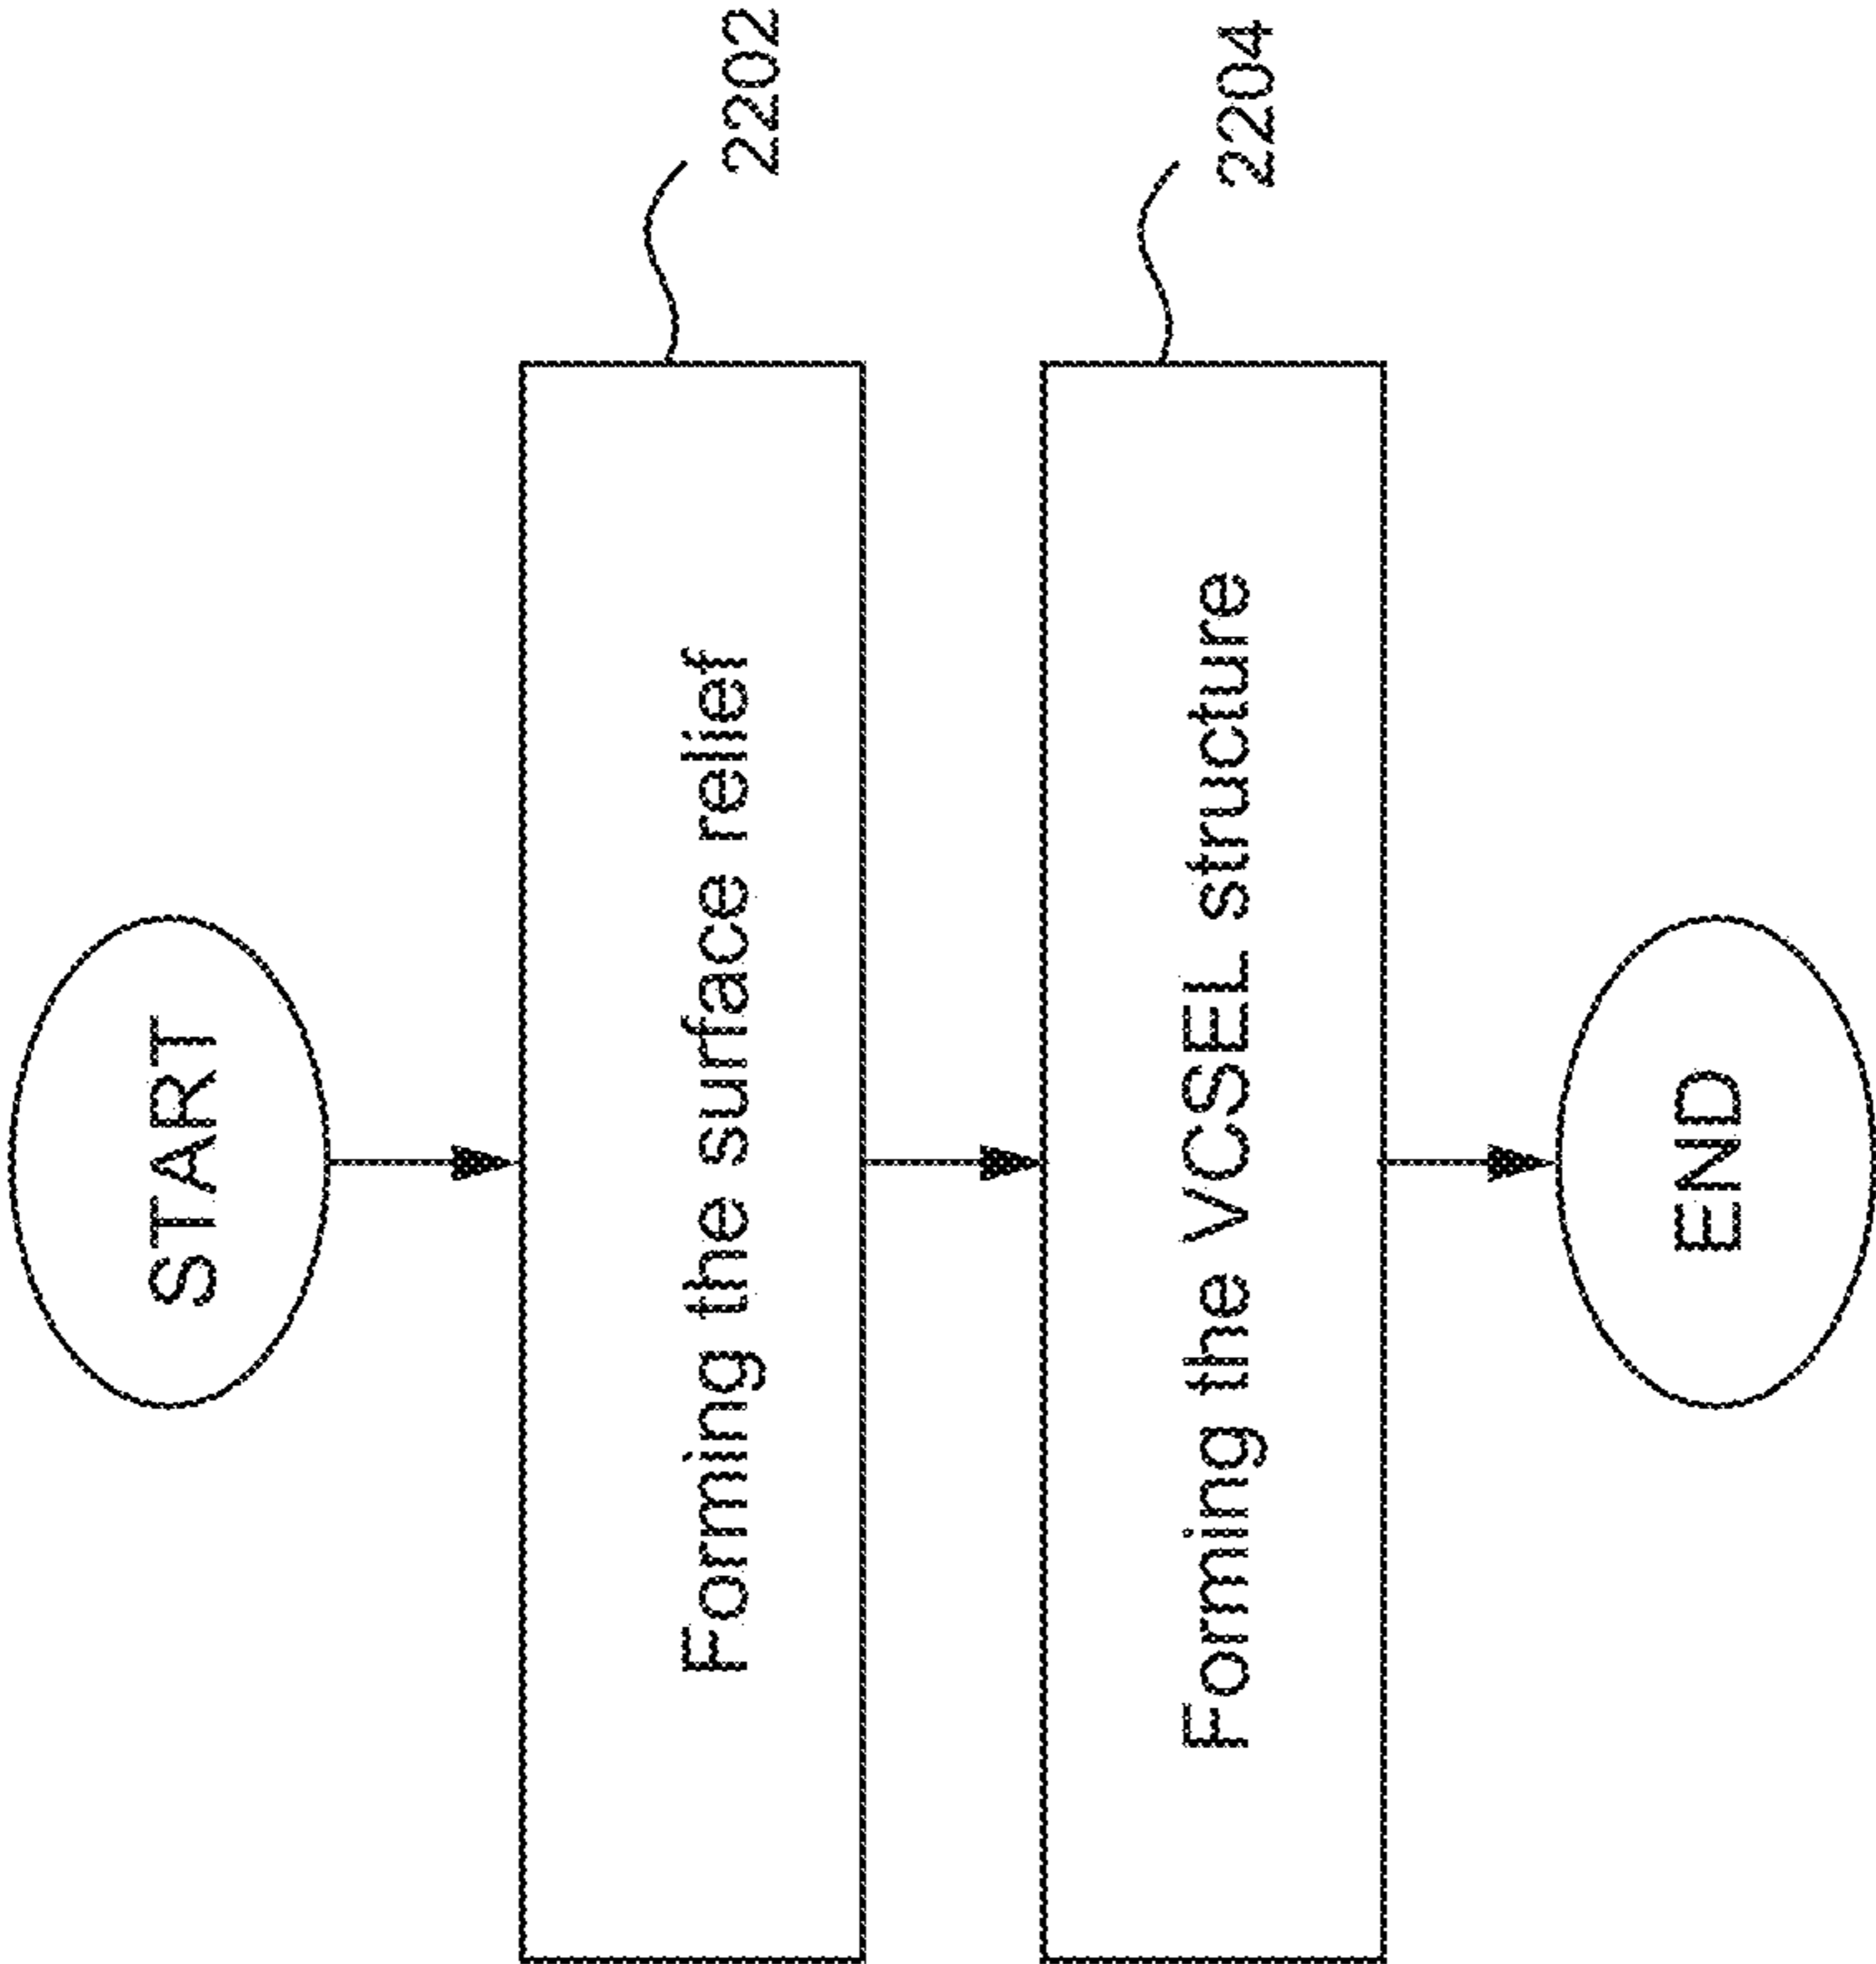 START
Forming the surface relief
2202
Forming the VCSEL structure
2204
END